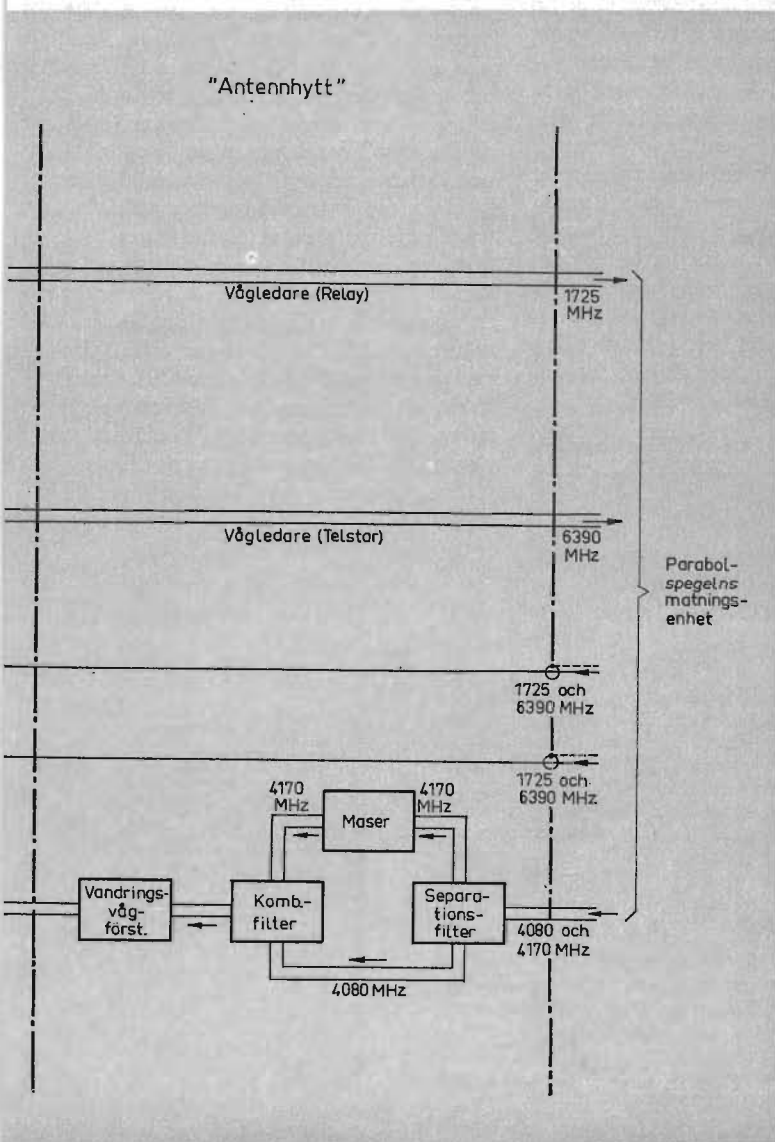 "Antennhytt"
Vågledare (Relay)
1725
MHz
Vågledare (Telstar)
6390
MHz
Parabol-
spegelns
matnings-
enhet
1725 och
6390 MHz
1725 och
6390 MHz
4170
MHz
4170
MHz
Maser
Vandrings-
våg-
först.
Komb.-
filter
Separa-
tions-
filter
4080 och
4170 MHz
4080 MHz